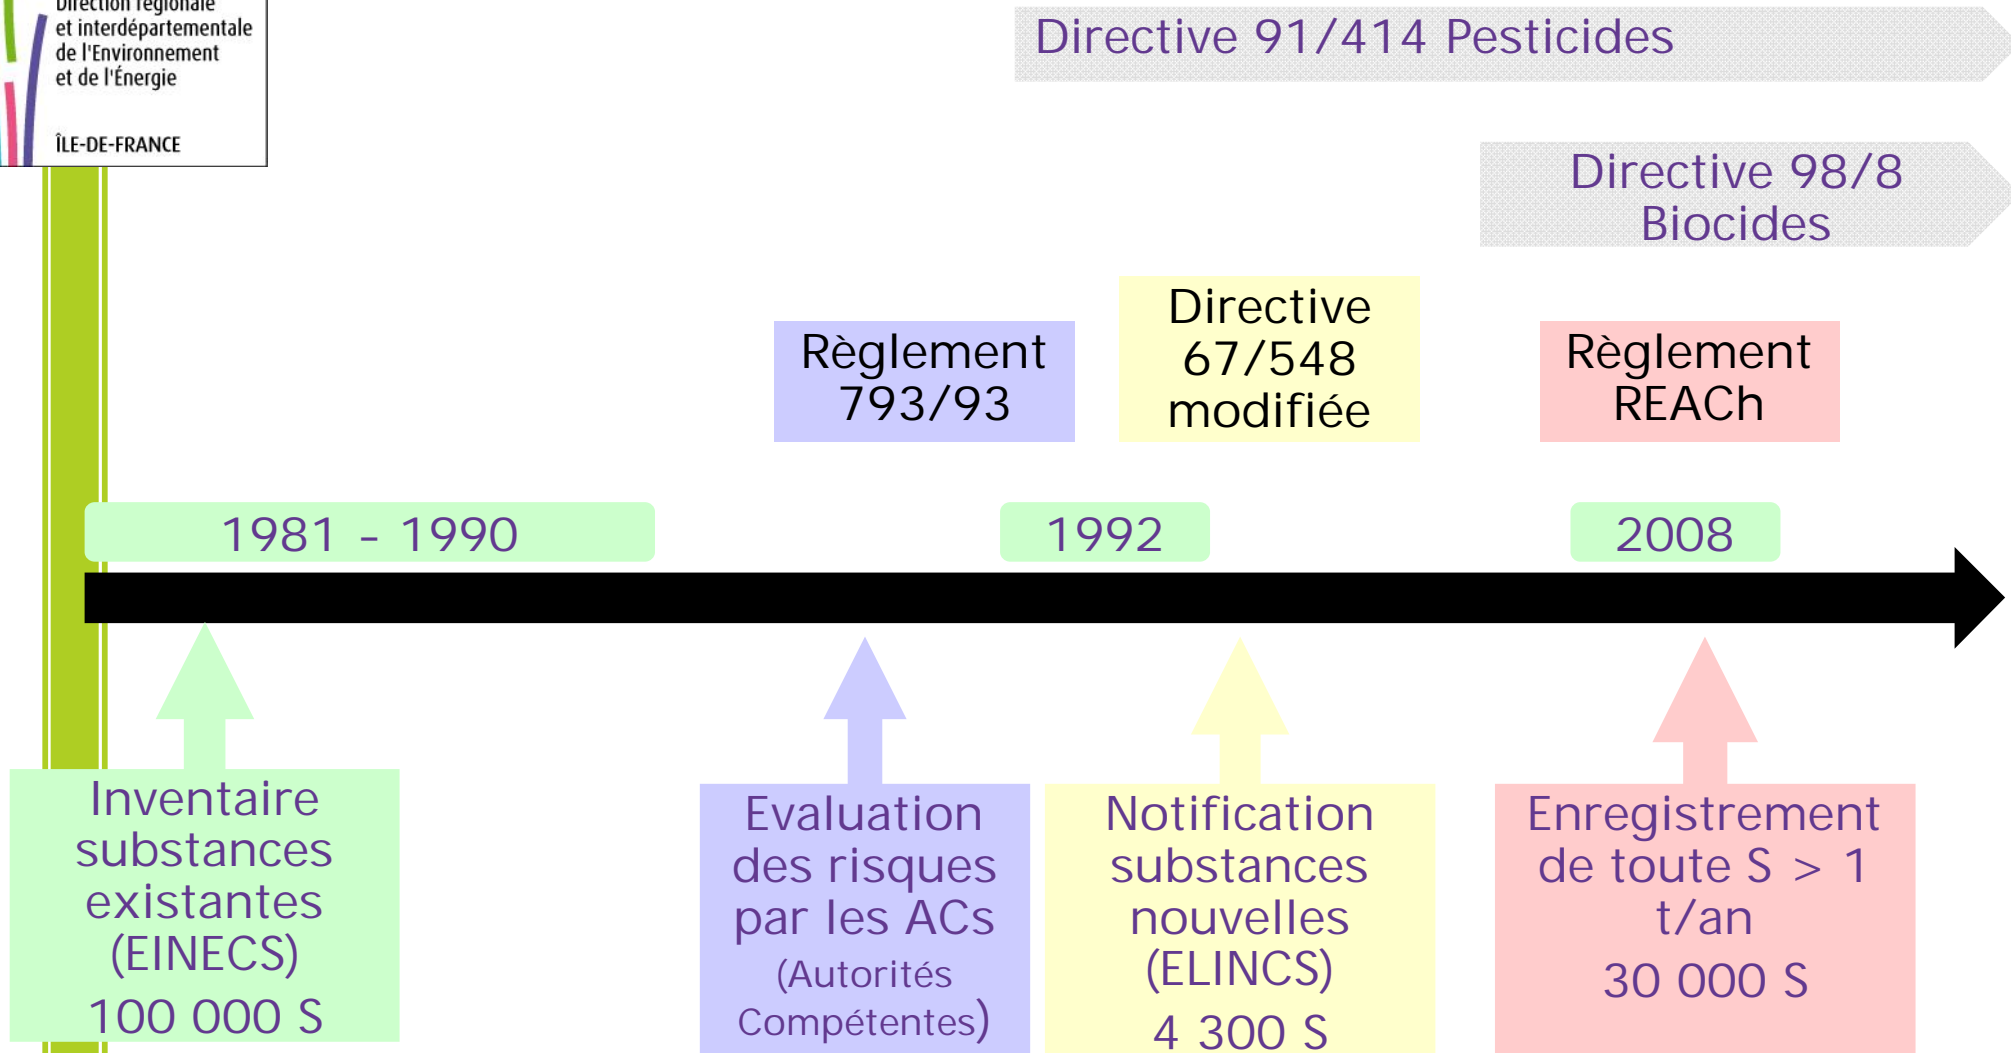 Direction régionale
et interdépartementale
de l'Environnement
et de l'Énergie
ÎLE-DE-FRANCE
Directive 91/414 Pesticides
Directive 98/8
Biocides
Règlement
793/93
Directive
67/548
modifiée
Règlement
REACh
1981 - 1990
1992
2008
Inventaire
substances
existantes
(EINECS)
100 000 S
Evaluation
des risques
par les ACs
(Autorités
Compétentes)
Notification
substances
nouvelles
(ELINCS)
4 300 S
Enregistrement
de toute S > 1
t/an
30 000 S